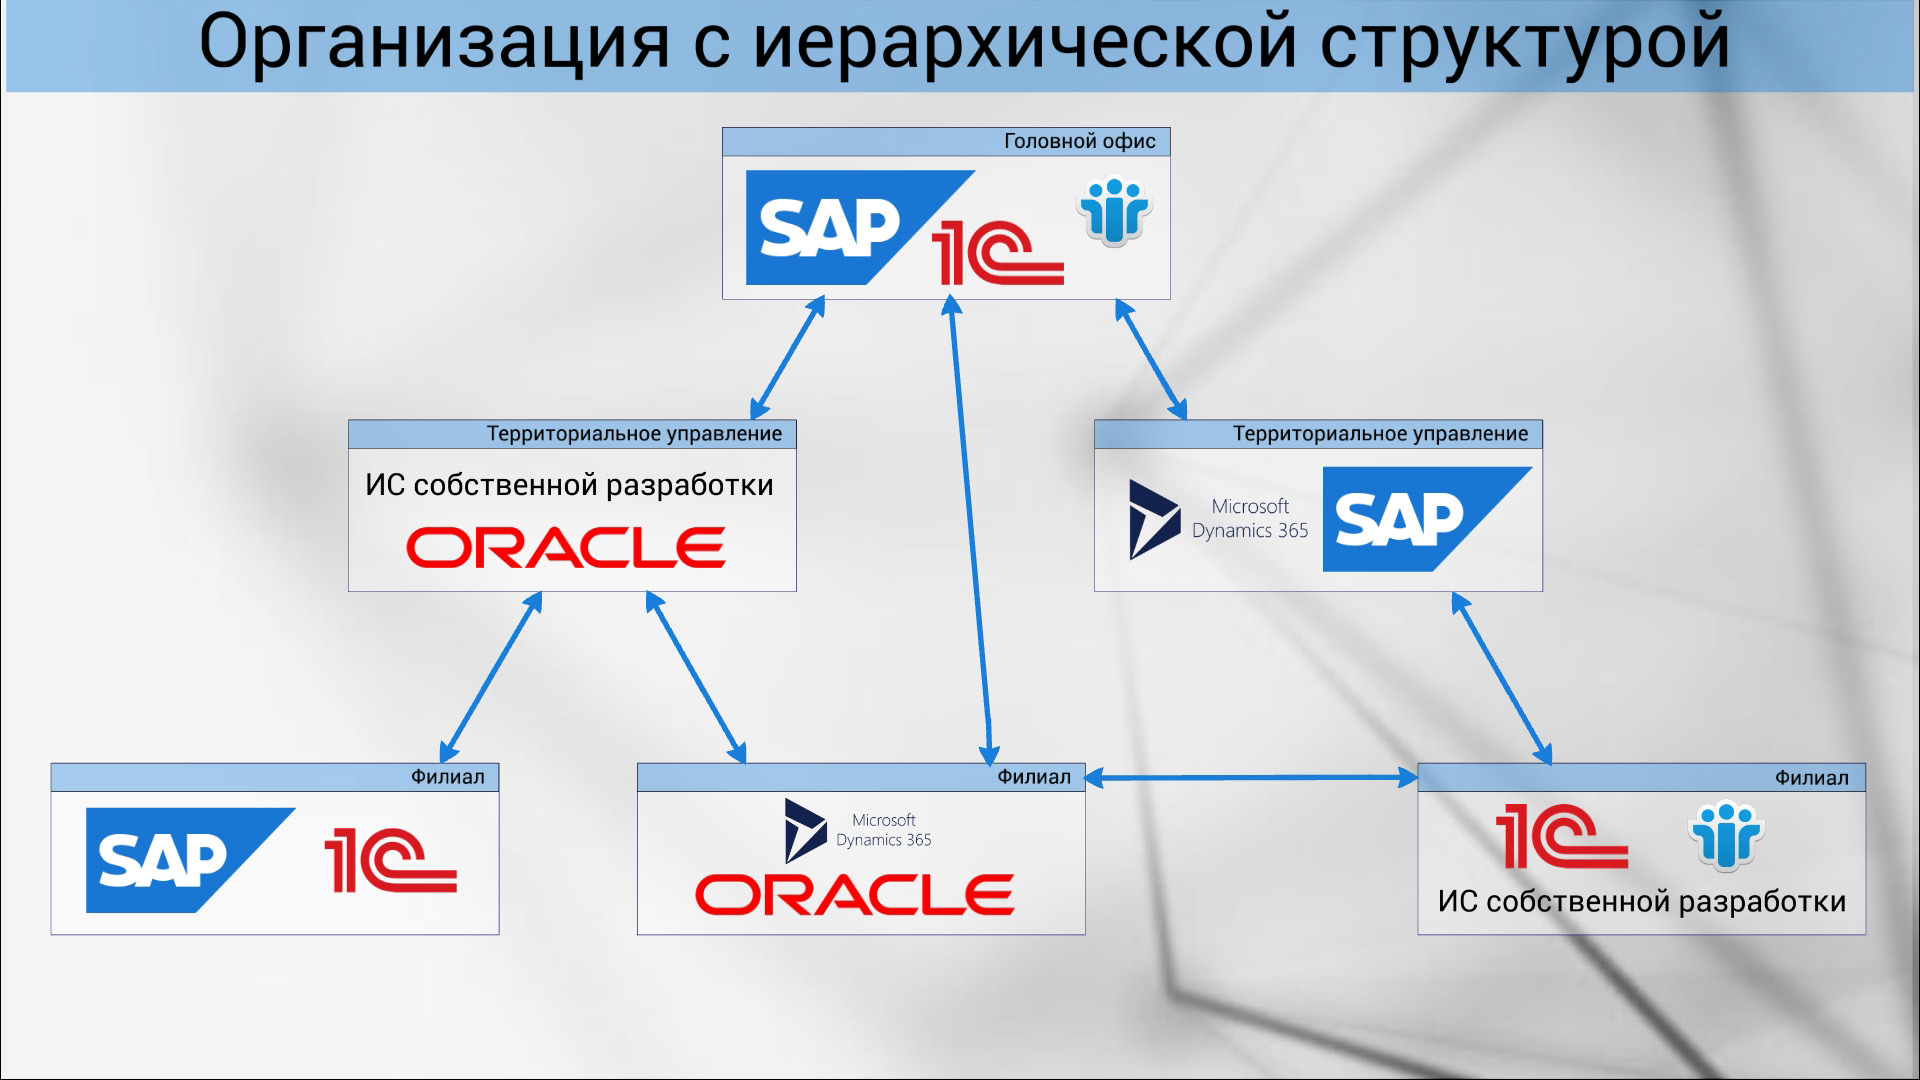 Организация с иерархической структурой
Головной офис
SAP
1С
Территориальное управление
ИС собственной разработки
ORACLE
Территориальное управление
Microsoft
Dynamics 365
SAP
Филиал
SAP
1С
Филиал
Microsoft
Dynamics 365
ORACLE
Филиал
1С
ИС собственной разработки